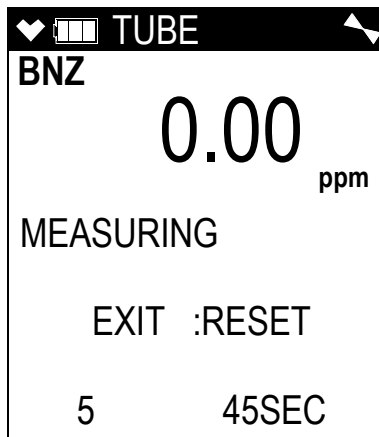 TUBE
BNZ
0.00
ppm
MEASURING
EXIT :RESET
5 45SEC